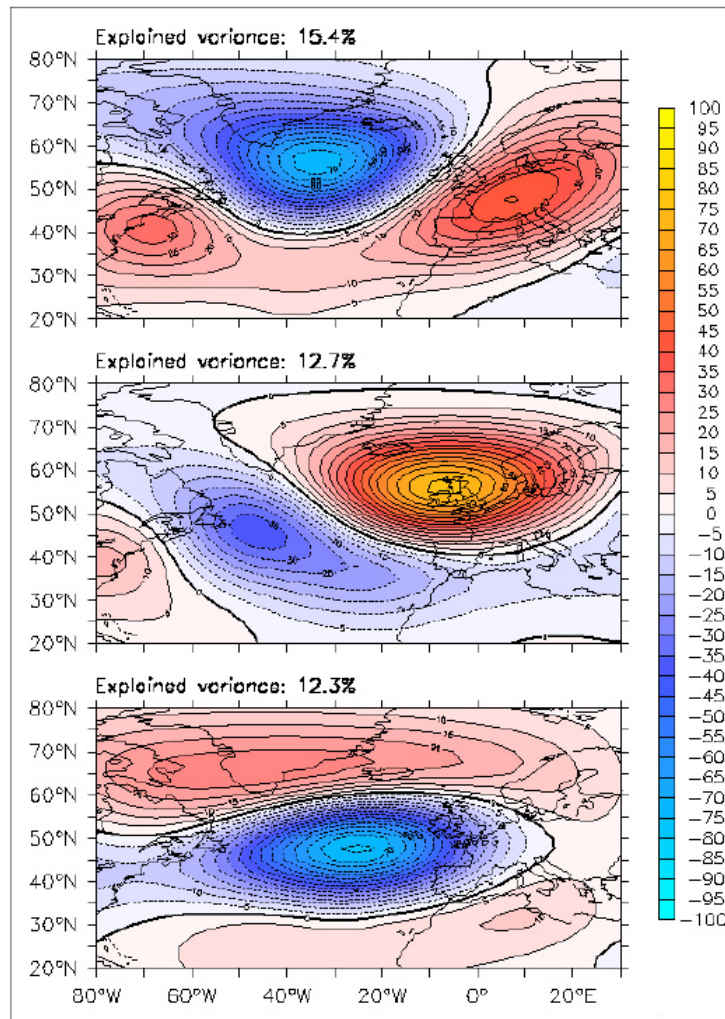 Explained variance: 15.4%
80°N
70°N
60°N
50°N
40°N
30°N
20°N
Explained variance: 12.7%
80°N
70°N
60°N
50°N
40°N
30°N
20°N
Explained variance: 12.3%
80°N
70°N
60°N
50°N
40°N
30°N
20°N
80°W 60°W 40°W 20°W 0° 20°E
100
95
90
85
80
75
70
65
60
55
50
45
40
35
30
25
20
15
10
5
0
-5
-10
-15
-20
-25
-30
-35
-40
-45
-50
-55
-60
-65
-70
-75
-80
-85
-90
-95
-100